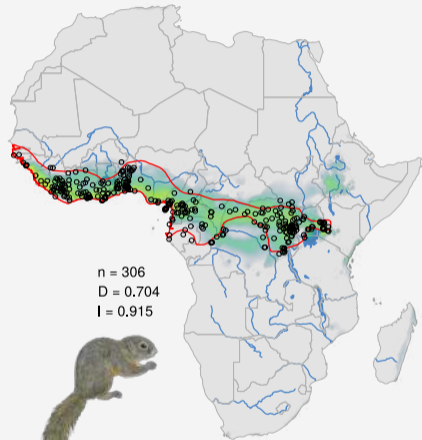 n = 306
D = 0.704
I = 0.915